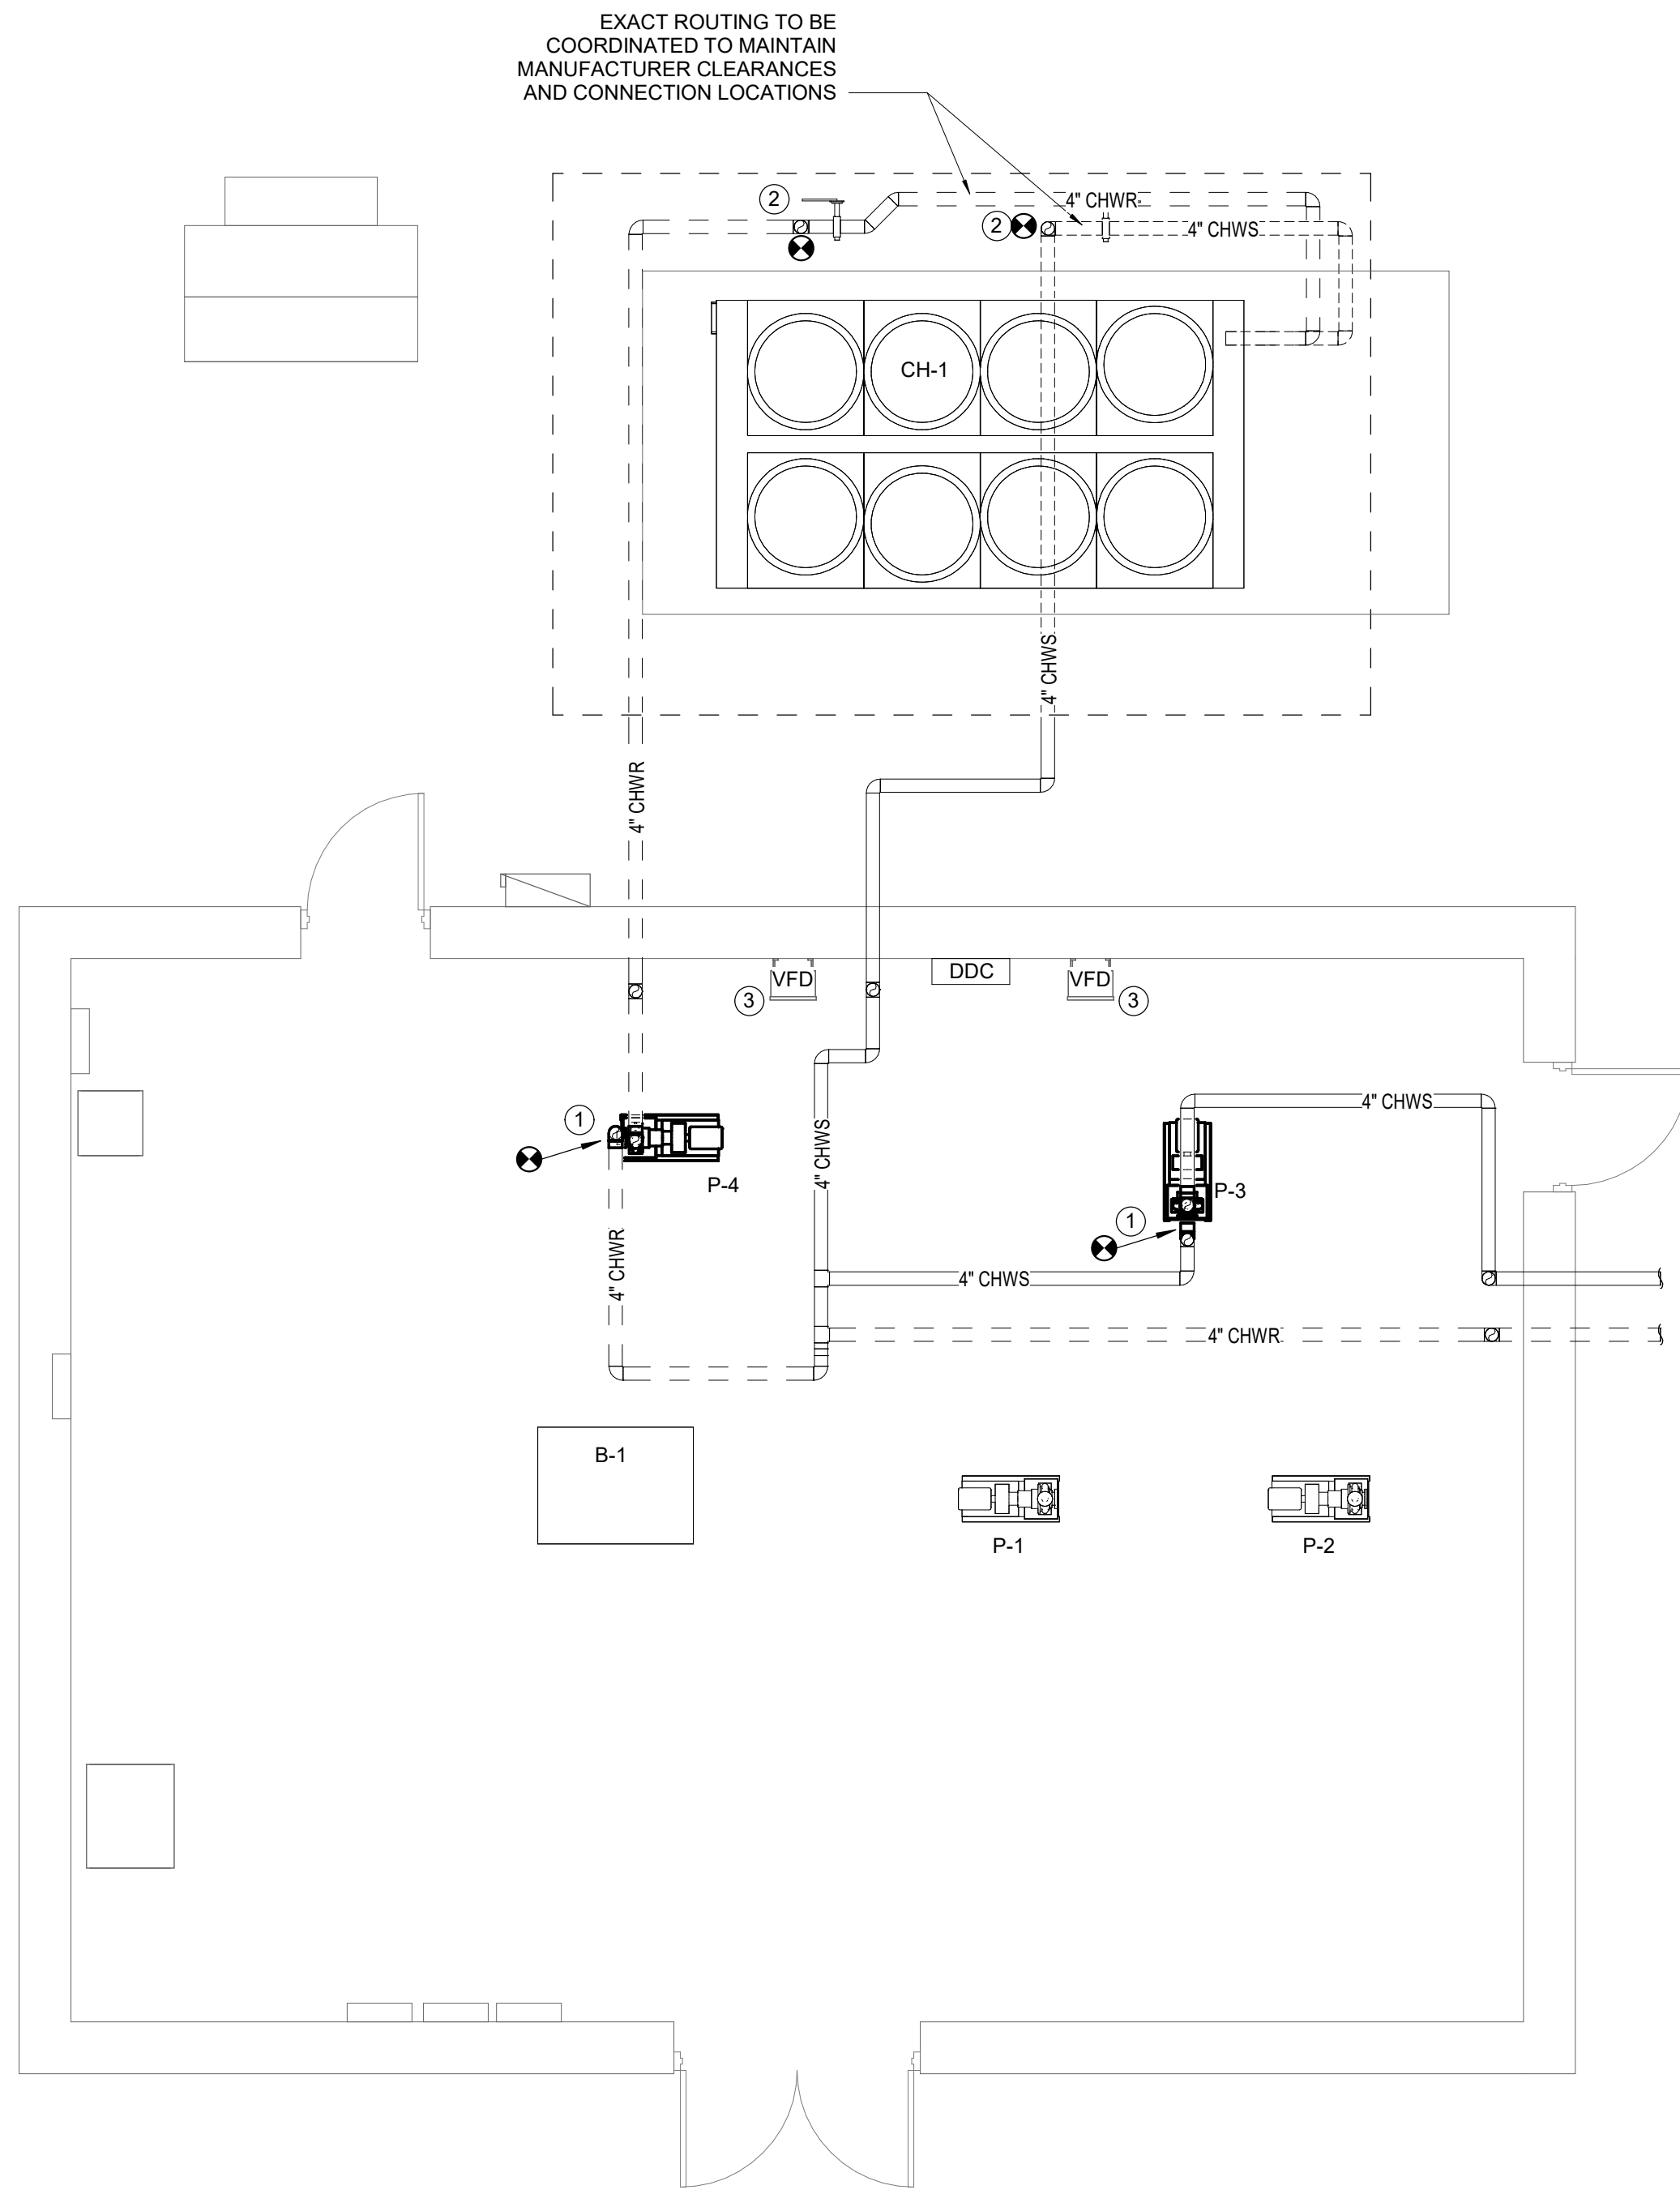 EXACT ROUTING TO BE
COORDINATED TO MAINTAIN
MANUFACTURER CLEARANCES
AND CONNECTION LOCATIONS
2
4" CHWR
2
4" CHWS
CH-1
4" CHWS
4" CHWR
VFD
DDC
VFD
3
3
4" CHWS
1
4" CHWS
P-4
P-3
1
4" CHWR
4" CHWS
4" CHWR
B-1
P-1
P-2